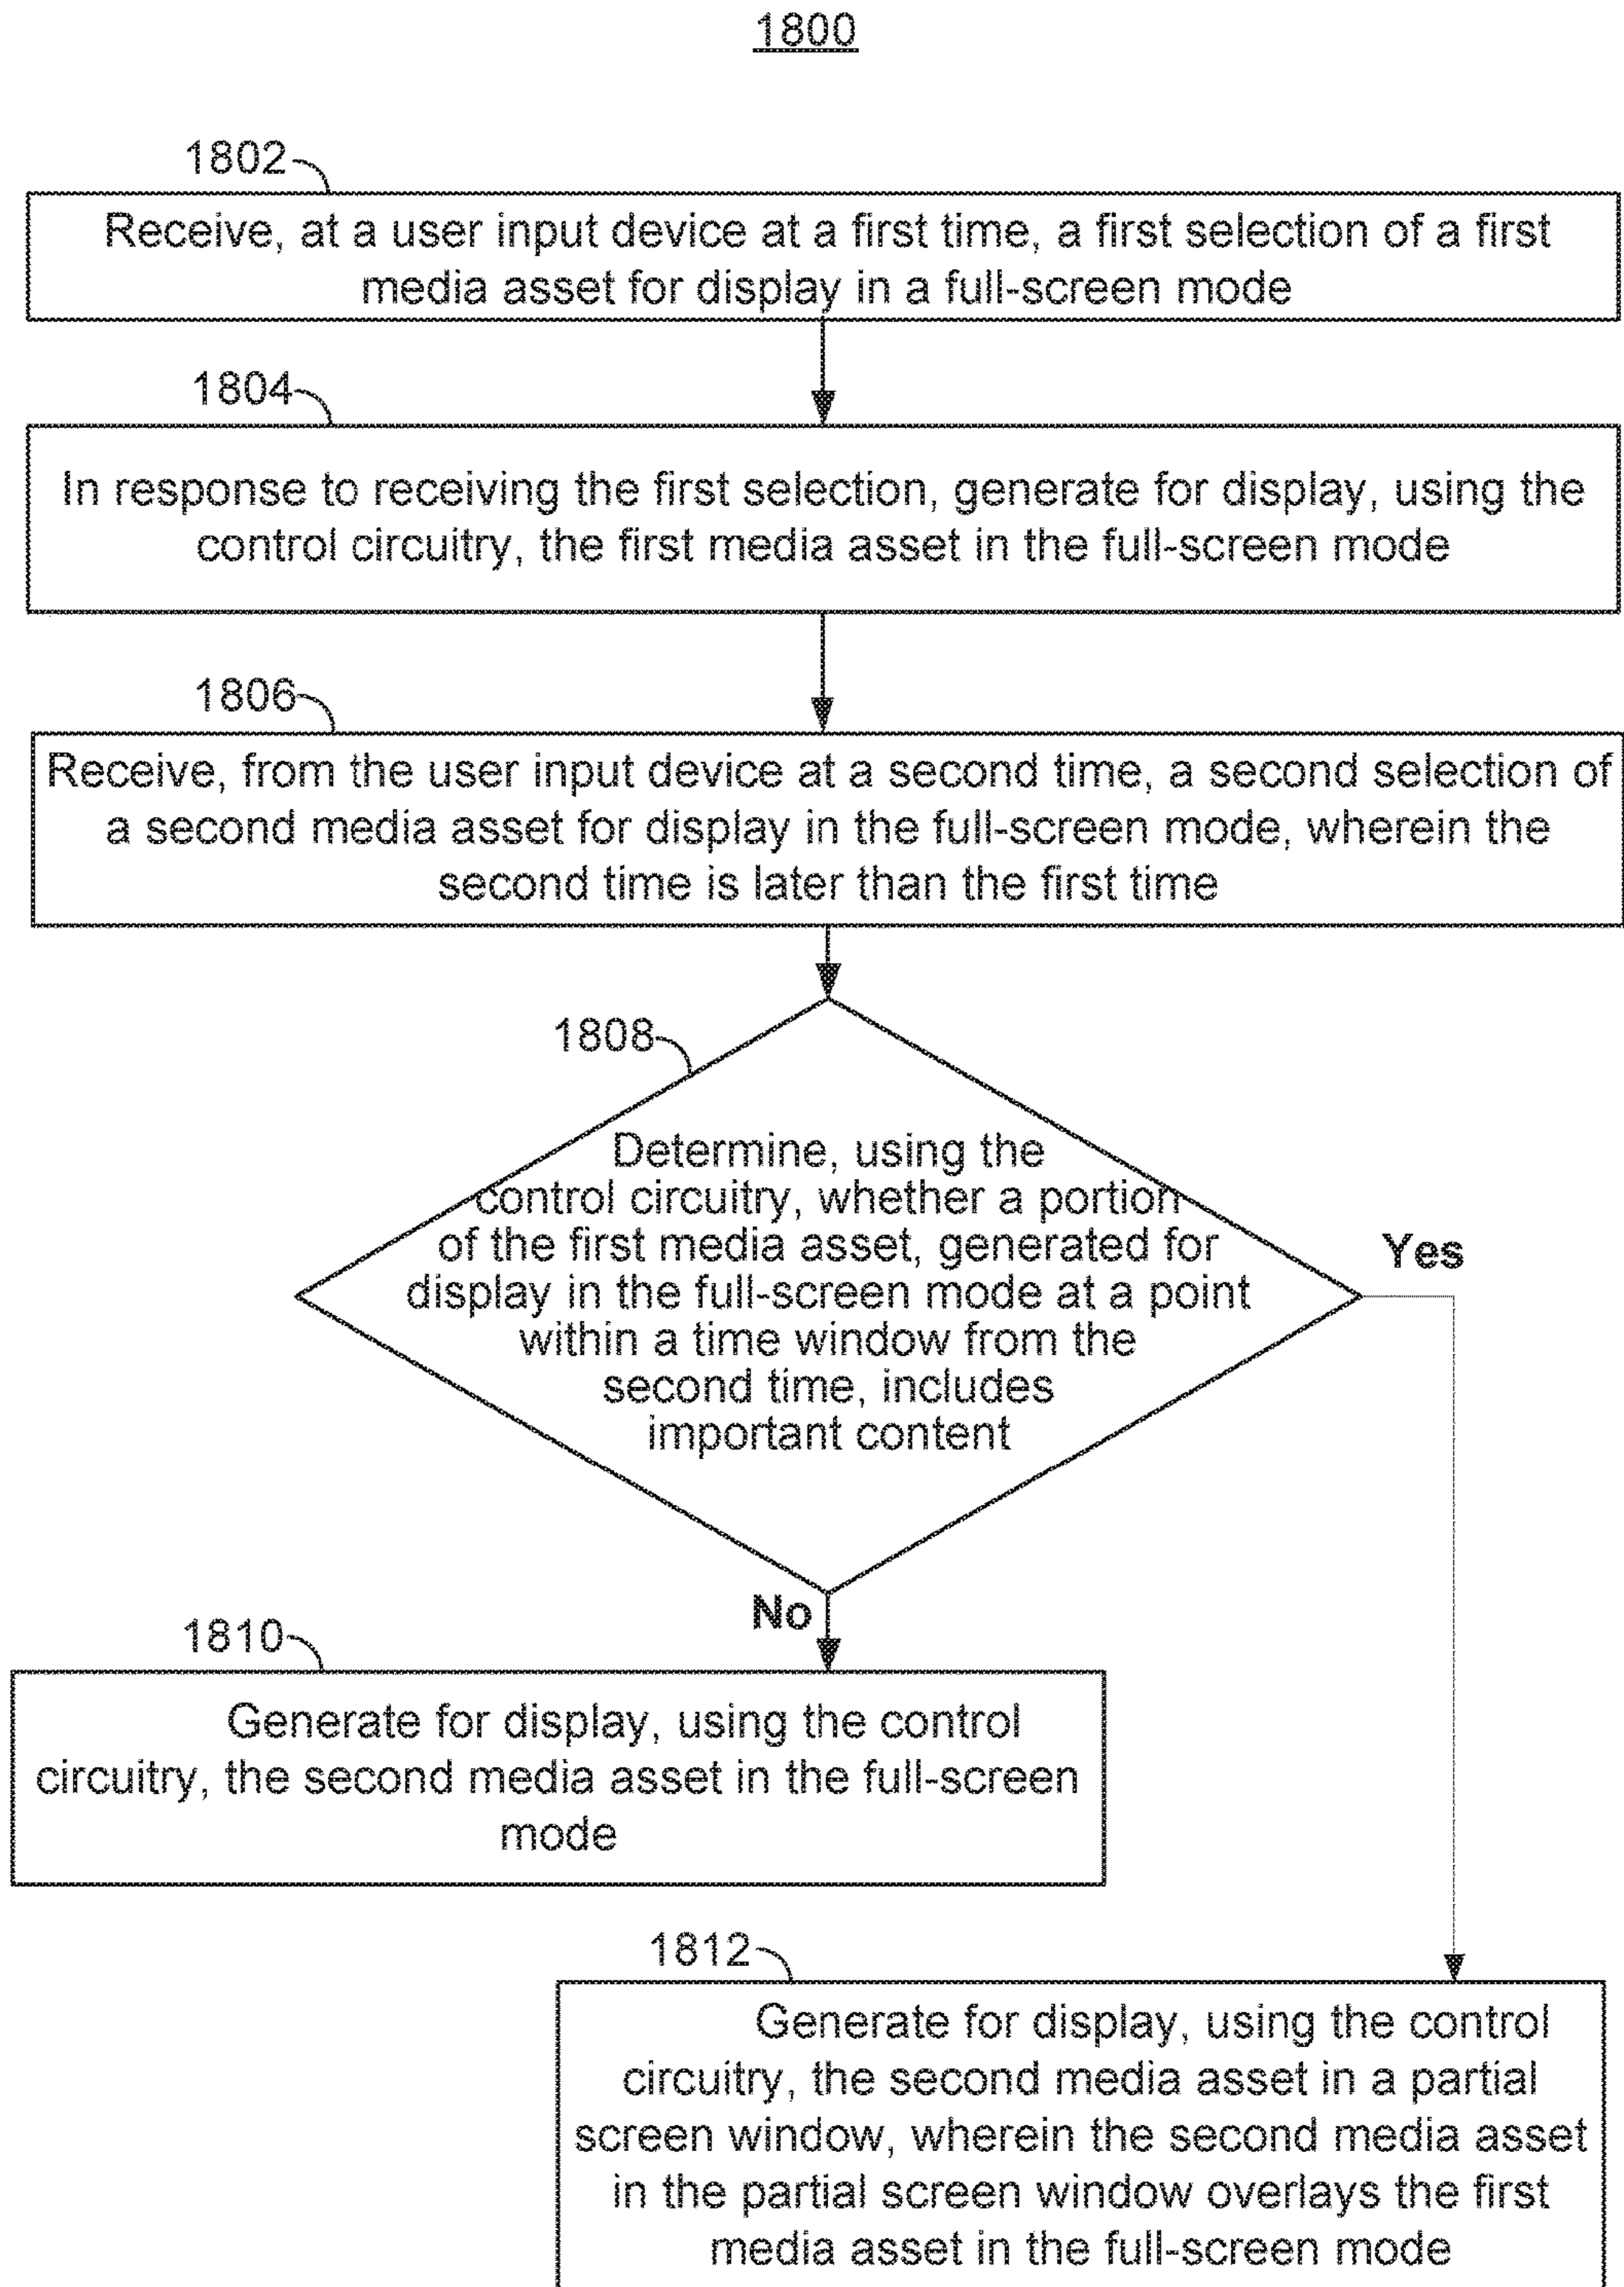 1800
1802
Receive, at a user input device at a first time, a first selection of a first
media asset for display in a full-screen mode
1804
In response to receiving the first selection, generate for display, using the
control circuitry, the first media asset in the full-screen mode
1806
Receive, from the user input device at a second time, a second selection of
a second media asset for display in the full-screen mode, wherein the
second time is later than the first time
1808
Determine, using the
control circuitry, whether a portion
of the first media asset, generated for
display in the full-screen mode at a point
within a time window from the
second time, includes
important content
Yes
No
1810
Generate for display, using the control
circuitry, the second media asset in the full-screen
mode
1812
Generate for display, using the control
circuitry, the second media asset in a partial
screen window, wherein the second media asset
in the partial screen window overlays the first
media asset in the full-screen mode